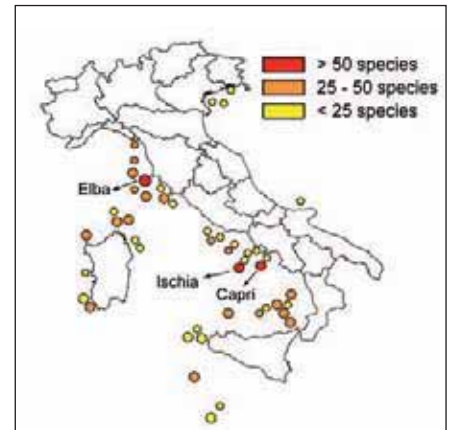 > 50 species
25 - 50 species
< 25 species
Elba
Ischia
Capri